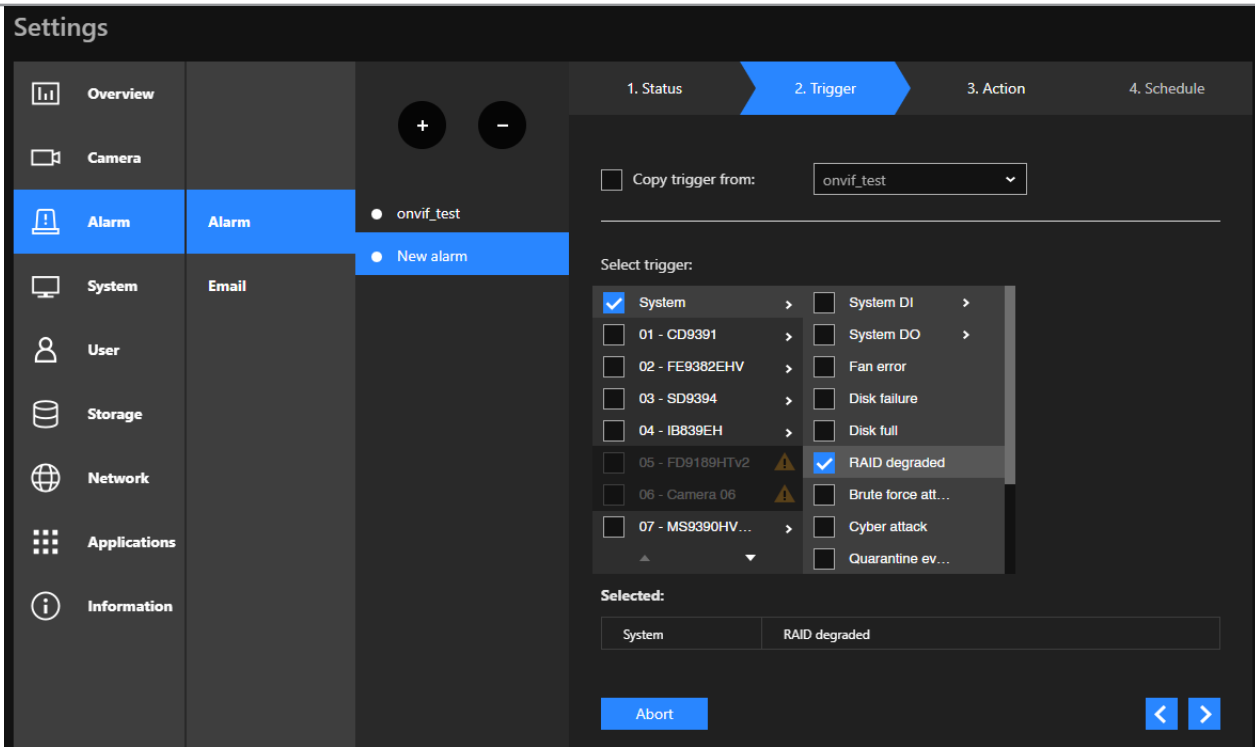 Settings
Overview
Camera
Alarm
System
User
Storage
Network
Applications
Information
Alarm
Email
+
-
onvif_test
New alarm
1. Status
2. Trigger
3. Action
4. Schedule
Copy trigger from:
onvif_test
Select trigger:
System
01 - CD9391
02 - FE9382EHV
03 - SD9394
04 - IB839EH
05 - FD9189HTv2
06 - Camera 06
07 - MS9390HV...
System DI
System DO
Fan error
Disk failure
Disk full
RAID degraded
Brute force att...
Cyber attack
Quarantine ev...
Selected:
System RAID degraded
Abort